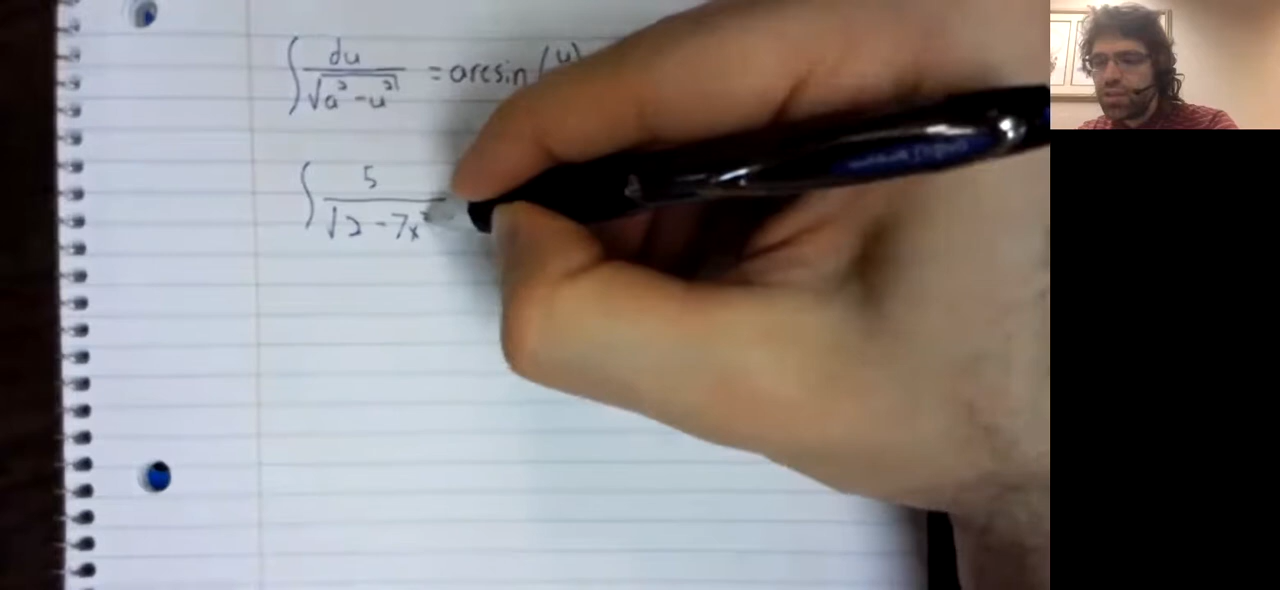 ∫ du/√(a² - u²) = arcsin (u
∫ 5/√(2 - 7x²